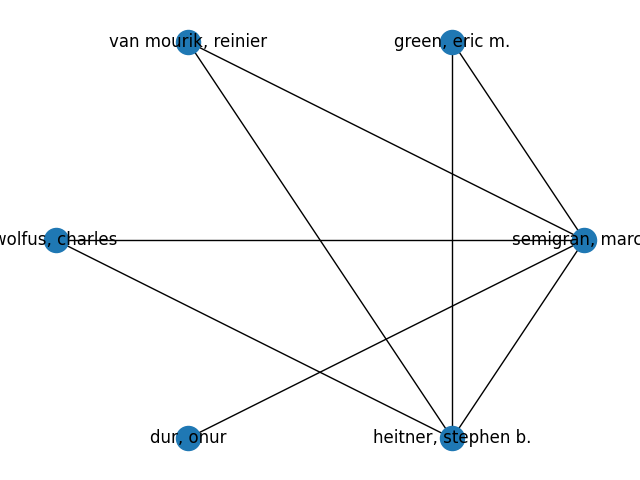 van mourik, reinier
green, eric m.
wolfus, charles
semigran, marc
dur, onur
heitner, stephen b.